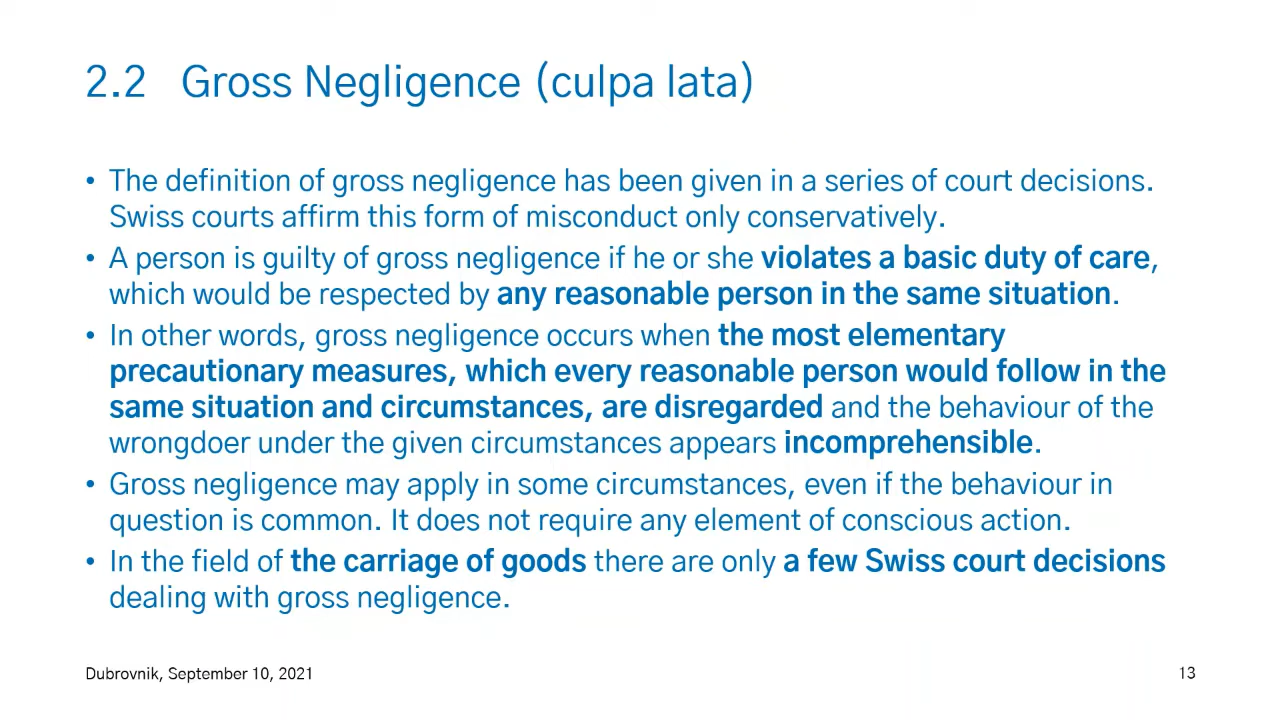 2.2 Gross Negligence (culpa lata)
• The definition of gross negligence has been given in a series of court decisions.
Swiss courts affirm this form of misconduct only conservatively.
• A person is guilty of gross negligence if he or she violates a basic duty of care,
which would be respected by any reasonable person in the same situation.
• In other words, gross negligence occurs when the most elementary
precautionary measures, which every reasonable person would follow in the
same situation and circumstances, are disregarded and the behaviour of the
wrongdoer under the given circumstances appears incomprehensible.
• Gross negligence may apply in some circumstances, even if the behaviour in
question is common. It does not require any element of conscious action.
• In the field of the carriage of goods there are only a few Swiss court decisions
dealing with gross negligence.
Dubrovnik, September 10, 2021
13